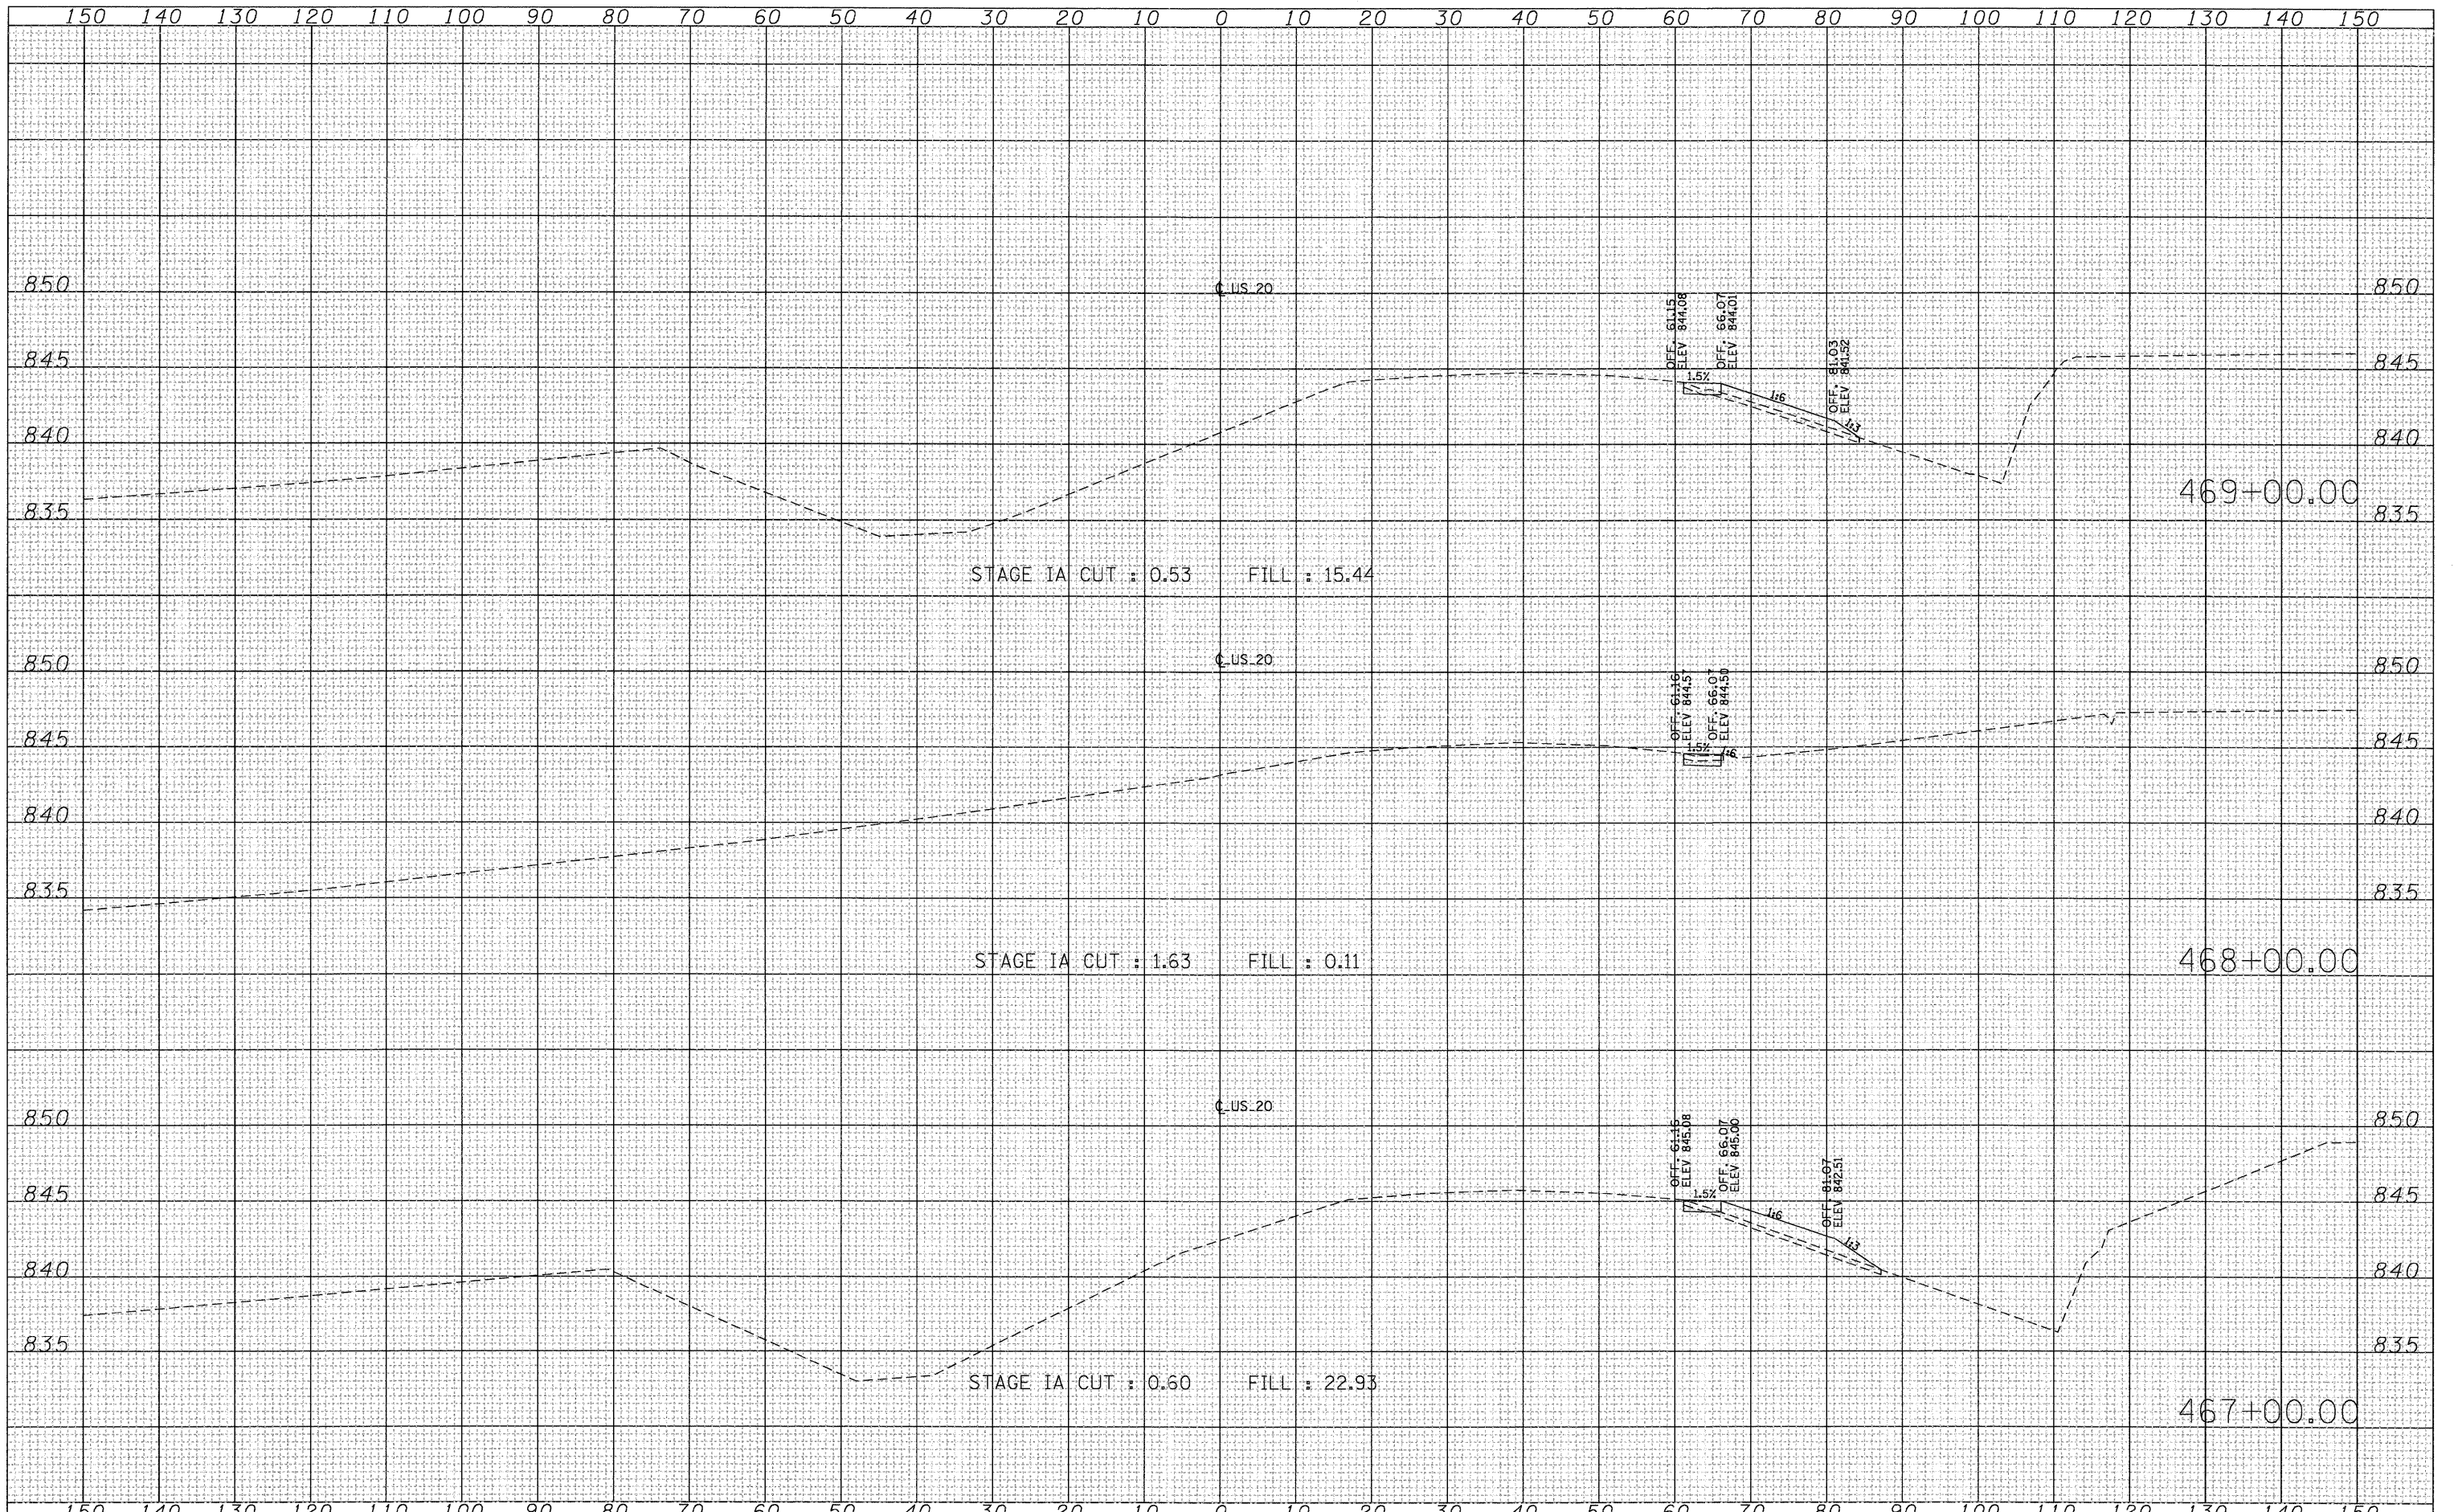 150 140 130 120 110 100 90 80 70 60 50 40 30 20 10 0 10 20 30 40 50 60 70 80 90 100 110 120 130 140 150
850 ℄ US_20 850
OFF. 61.15
ELEV 844.08
OFF. 66.07
ELEV 844.01
OFF. 81.03
ELEV 841.52
845 1.5% 1:6 1:3 845
840 840
469+00.00
835 835
STAGE IA CUT : 0.53 FILL : 15.44
850 ℄ US_20 850
OFF. 61.16
ELEV 844.57
OFF. 66.07
ELEV 844.50
845 1.5% 1:6 845
840 840
835 835
STAGE IA CUT : 1.63 FILL : 0.11
468+00.00
850 ℄ US_20 850
OFF. 61.16
ELEV 845.08
OFF. 66.07
ELEV 845.00
OFF. 81.07
ELEV 842.51
845 1.5% 1:6 1:3 845
840 840
835 835
STAGE IA CUT : 0.60 FILL : 22.93
467+00.00
150 140 130 120 110 100 90 80 70 60 50 40 30 20 10 0 10 20 30 40 50 60 70 80 90 100 110 120 130 140 150